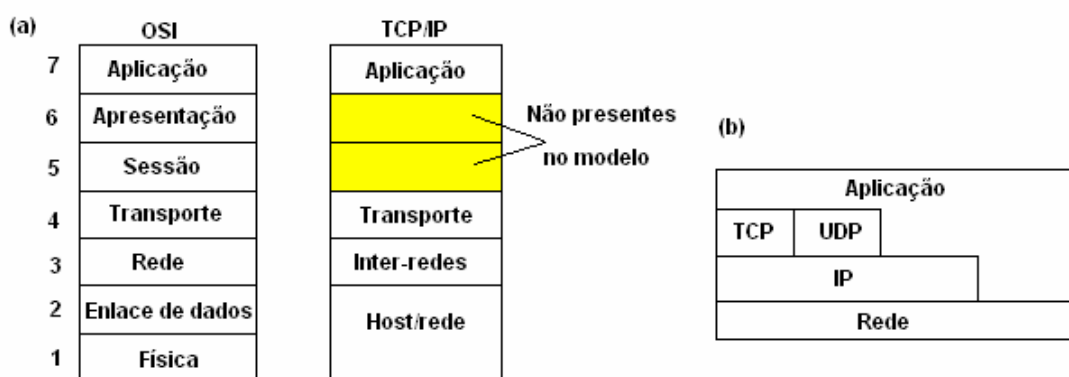 (a)
OSI
TCP/IP
7
Aplicação
Aplicação
6
Apresentação
Não presentes
no modelo
5
Sessão
4
Transporte
Transporte
3
Rede
Inter-redes
2
Enlace de dados
Host/rede
1
Física
(b)
Aplicação
TCP
UDP
IP
Rede